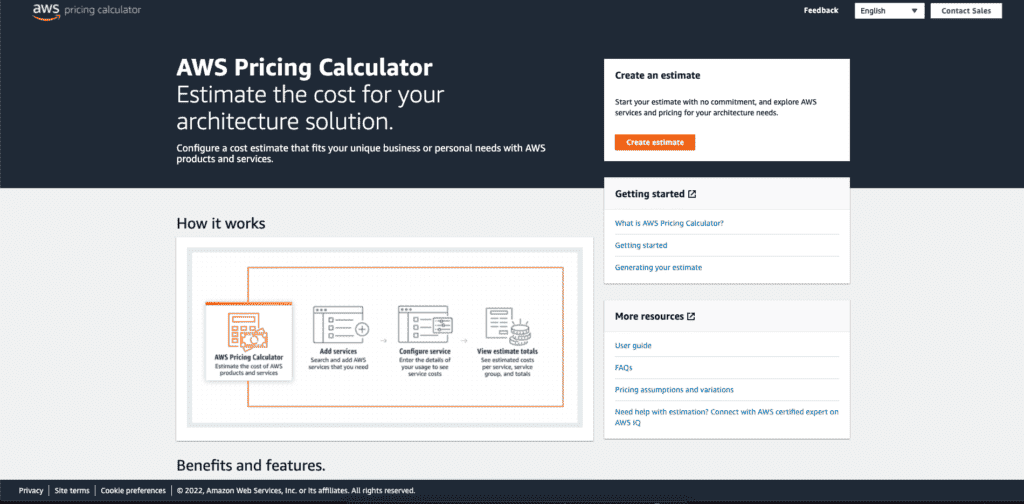 aws pricing calculator
Feedback
English
Contact Sales
AWS Pricing Calculator
Estimate the cost for your
architecture solution.
Configure a cost estimate that fits your unique business or personal needs with AWS
products and services.
Create an estimate
Start your estimate with no commitment, and explore AWS
services and pricing for your architecture needs.
Create estimate
Getting started
What is AWS Pricing Calculator?
Getting started
Generating your estimate
How it works
AWS Pricing Calculator
Estimate the cost of AWS
products and services
Add services
Search and add AWS
services that you need
Configure service
Enter the details of
your usage to see
service costs
View estimate totals
See estimated costs
per service, service
group, and totals
More resources
User guide
FAQs
Pricing assumptions and variations
Need help with estimation? Connect with AWS certified expert on
AWS IQ
Benefits and features.
Privacy
Site terms
Cookie preferences
© 2022, Amazon Web Services, Inc. or its affiliates. All rights reserved.